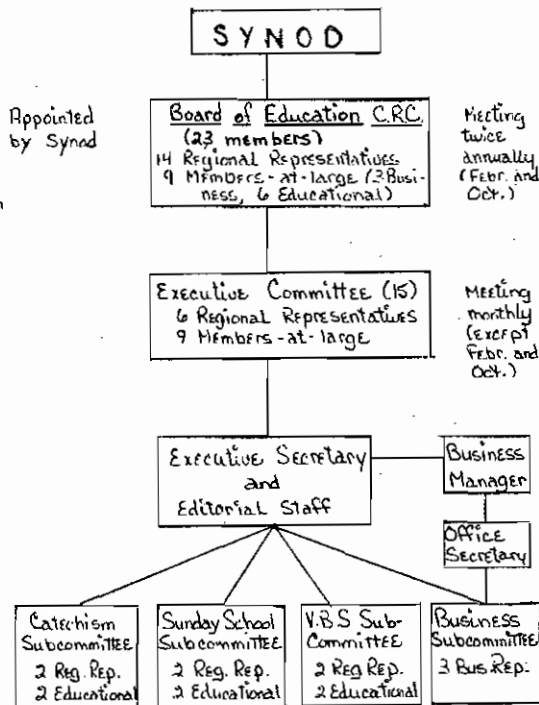 SYNOD
Appointed
by Synod
Board of Education C.R.C.
(23 members)
14 Regional Representatives
9 Members-at-large (3 Busi-
ness, 6 Educational)
Meeting
twice
annually
(Febr. and
Oct.)
Executive Committee (15)
6 Regional Representatives
9 Members-at-large
Meeting
monthly
(except
Febr. and
Oct.)
Executive Secretary
and
Editorial Staff
Business
Manager
Office
Secretary
Catechism
Subcommittee
2 Reg. Rep.
2 Educational
Sunday School
Subcommittee
2 Reg. Rep.
2 Educational
V.B.S Sub-
Committee
2 Reg Rep.
2 Educational
Business
Subcommittee
3 Bus. Rep.